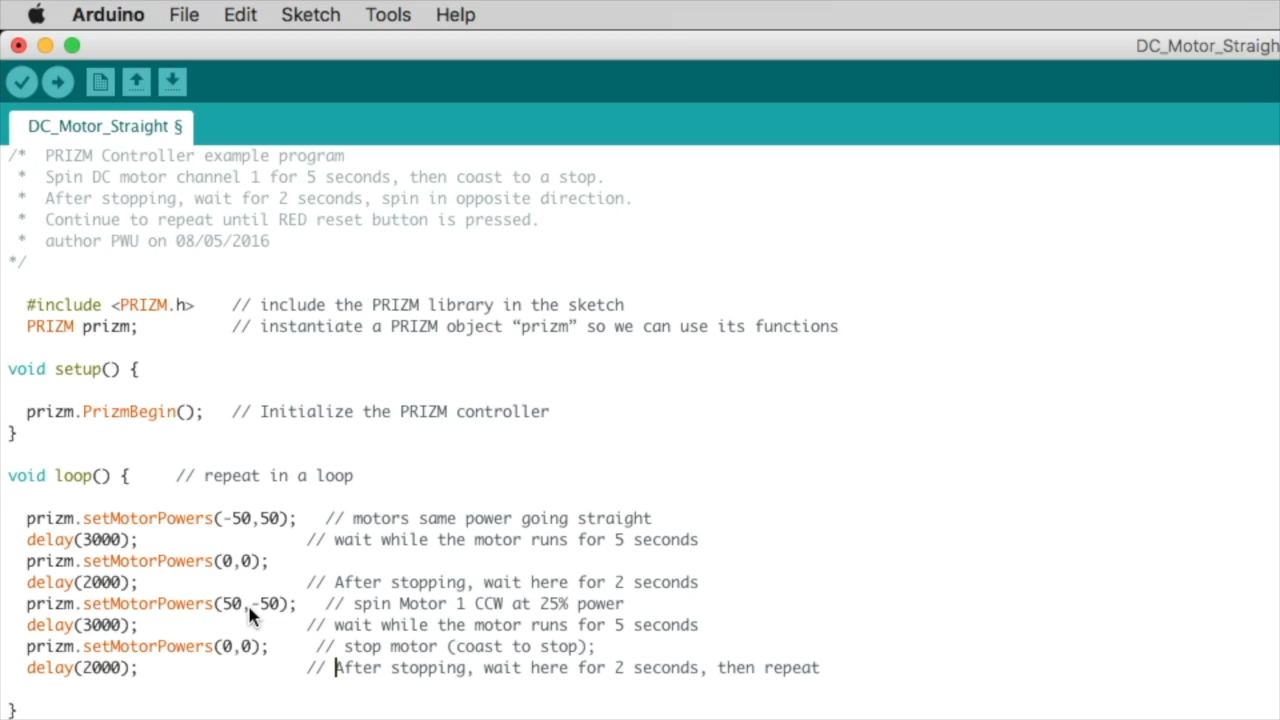 Arduino File Edit Sketch Tools Help
DC_Motor_Straigh
DC_Motor_Straight §
/* PRIZM Controller example program
* Spin DC motor channel 1 for 5 seconds, then coast to a stop.
* After stopping, wait for 2 seconds, spin in opposite direction.
* Continue to repeat until RED reset button is pressed.
* author PWU on 08/05/2016
*/
#include <PRIZM.h> // include the PRIZM library in the sketch
PRIZM prizm; // instantiate a PRIZM object “prizm” so we can use its functions
void setup() {
prizm.PrizmBegin(); // Initialize the PRIZM controller
}
void loop() { // repeat in a loop
prizm.setMotorPowers(-50,50); // motors same power going straight
delay(3000); // wait while the motor runs for 5 seconds
prizm.setMotorPowers(0,0);
delay(2000); // After stopping, wait here for 2 seconds
prizm.setMotorPowers(50,-50); // spin Motor 1 CCW at 25% power
delay(3000); // wait while the motor runs for 5 seconds
prizm.setMotorPowers(0,0); // stop motor (coast to stop);
delay(2000); // After stopping, wait here for 2 seconds, then repeat
}